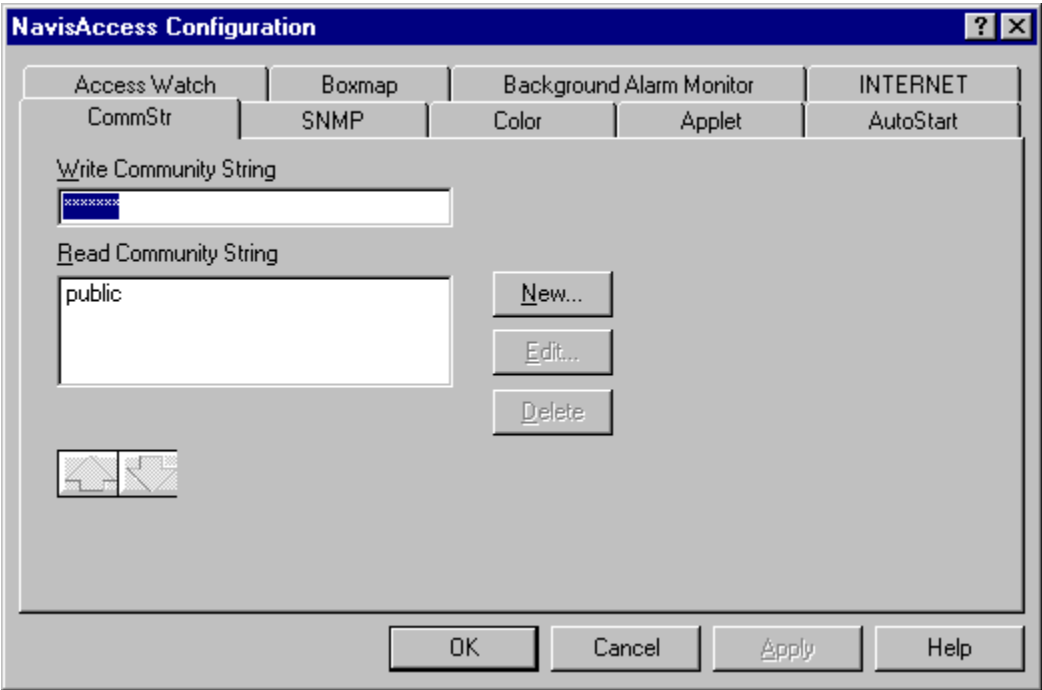 NavisAccess Configuration
Access Watch Boxmap Background Alarm Monitor INTERNET
CommStr SNMP Color Applet AutoStart
Write Community String
*******
Read Community String
public
New...
Edit...
Delete
OK Cancel Apply Help